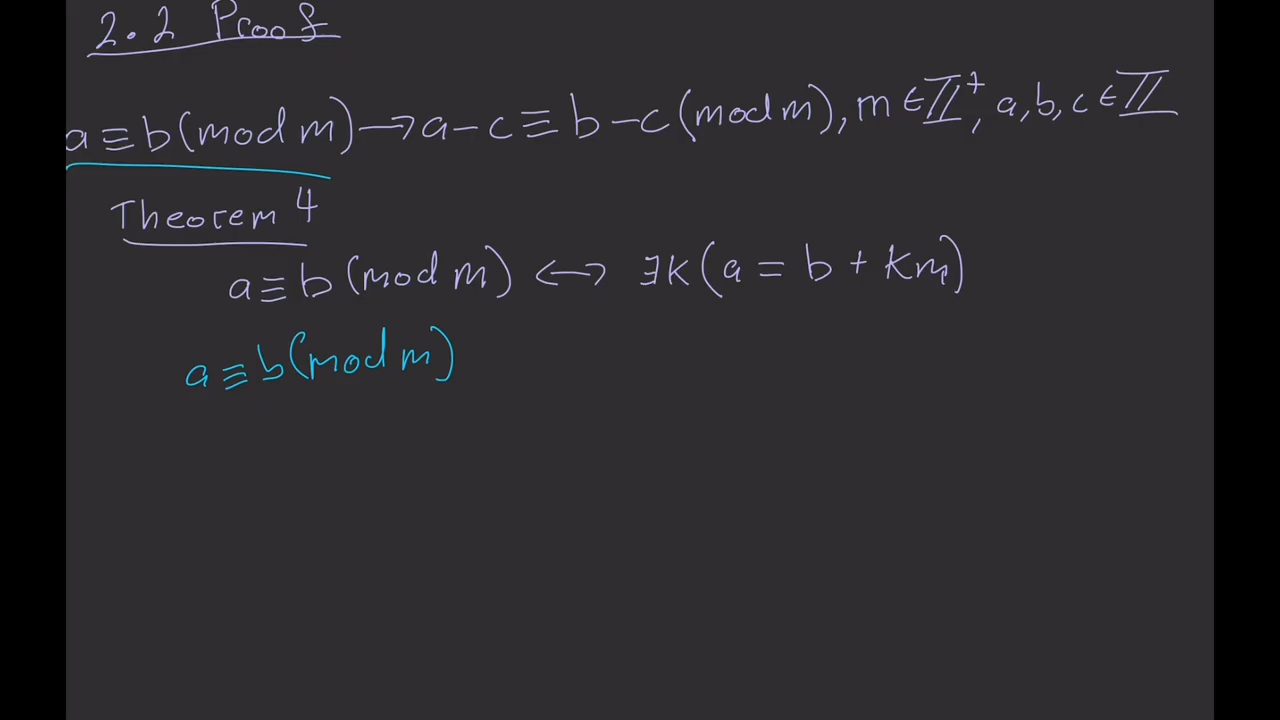 2.2 Proof
a ≡ b (mod m) → a - c ≡ b - c (mod m), m ∈ ℤ⁺, a, b, c ∈ ℤ
Theorem 4
a ≡ b (mod m) ↔ ∃k (a = b + km)
a ≡ b (mod m)